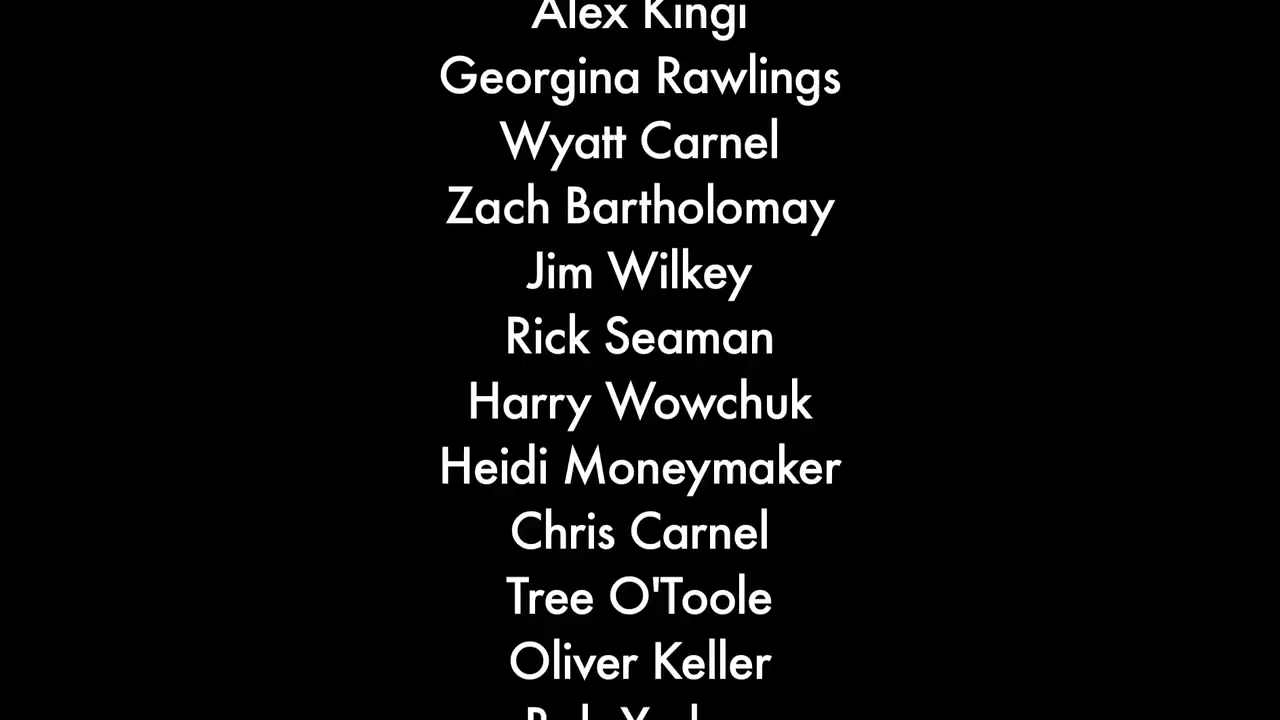 Alex Kingi
Georgina Rawlings
Wyatt Carnel
Zach Bartholomay
Jim Wilkey
Rick Seaman
Harry Wowchuk
Heidi Moneymaker
Chris Carnel
Tree O'Toole
Oliver Keller